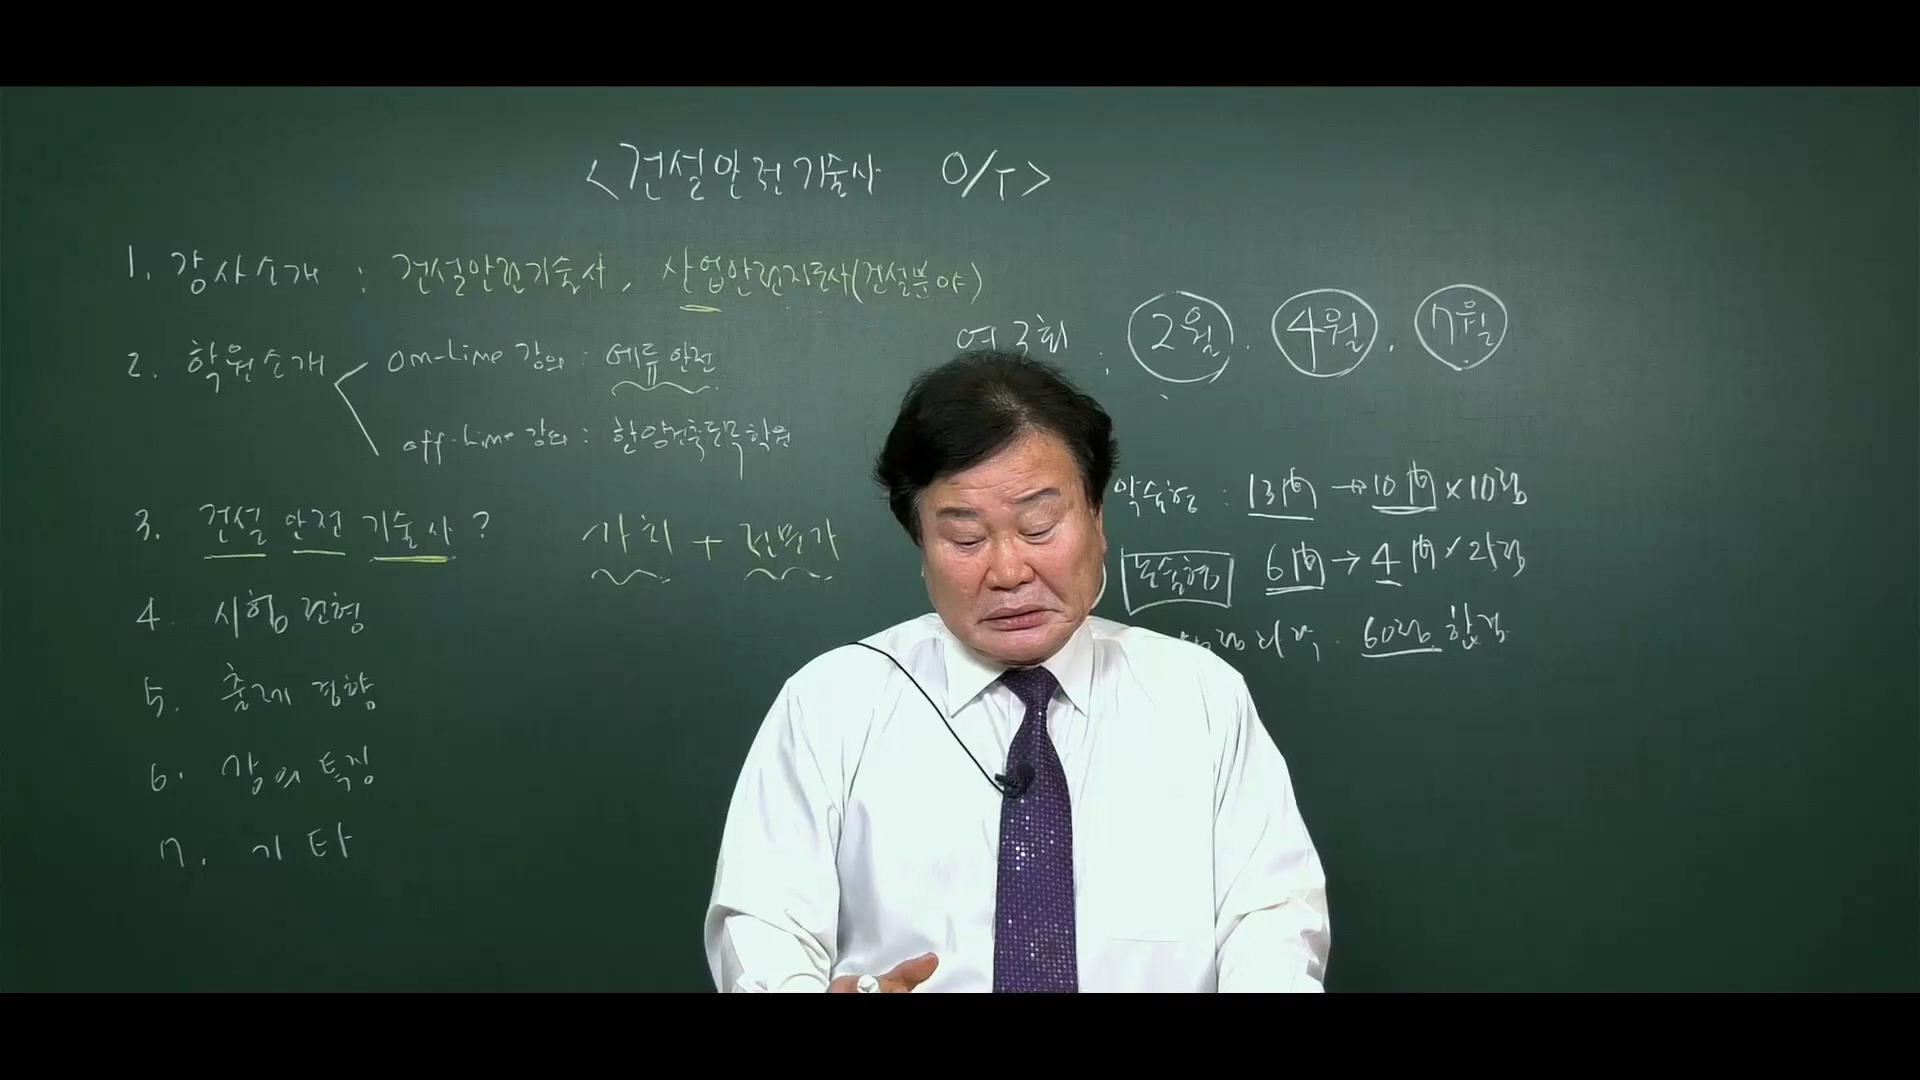 <건설안전기술사 O/T>
1. 강사소개 : 건설안전기술사, 산업안전지도사(건설분야)
연 3회 : 2월. 4월. 7월
2. 학원소개
on-line 강의 : 에듀안전
off-line 강의 : 한양건축토목학원
약술형 : 13問 → 10問 × 10점
3. 건설 안전 기술사 ? 가치 + 전문가
논술형 6問 → 4問 × 25점
4. 시험전형
60점 합격
5. 출제경향
6. 강의 특징
7. 기타